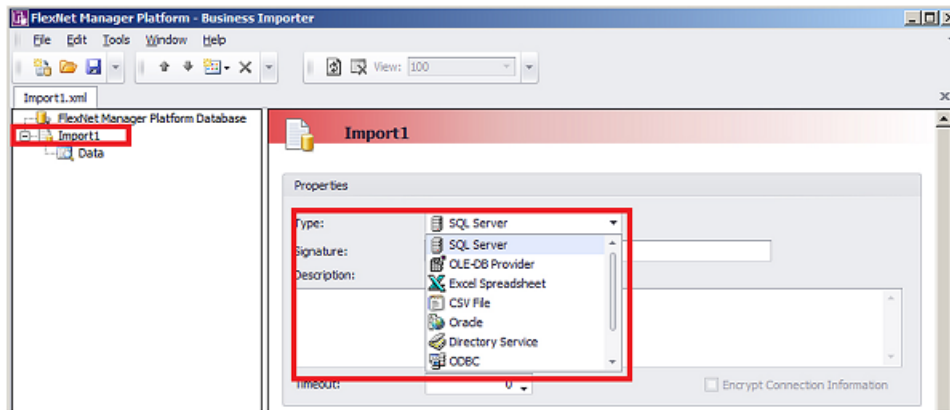 FlexNet Manager Platform - Business Importer
File Edit Tools Window Help
View: 100
Import1.xml
FlexNet Manager Platform Database
Import1
Data
Import1
Properties
Type: SQL Server
SQL Server
Signature:
OLE-DB Provider
Description:
Excel Spreadsheet
CSV File
Oracle
Directory Service
ODBC
Timeout: 0
Encrypt Connection Information